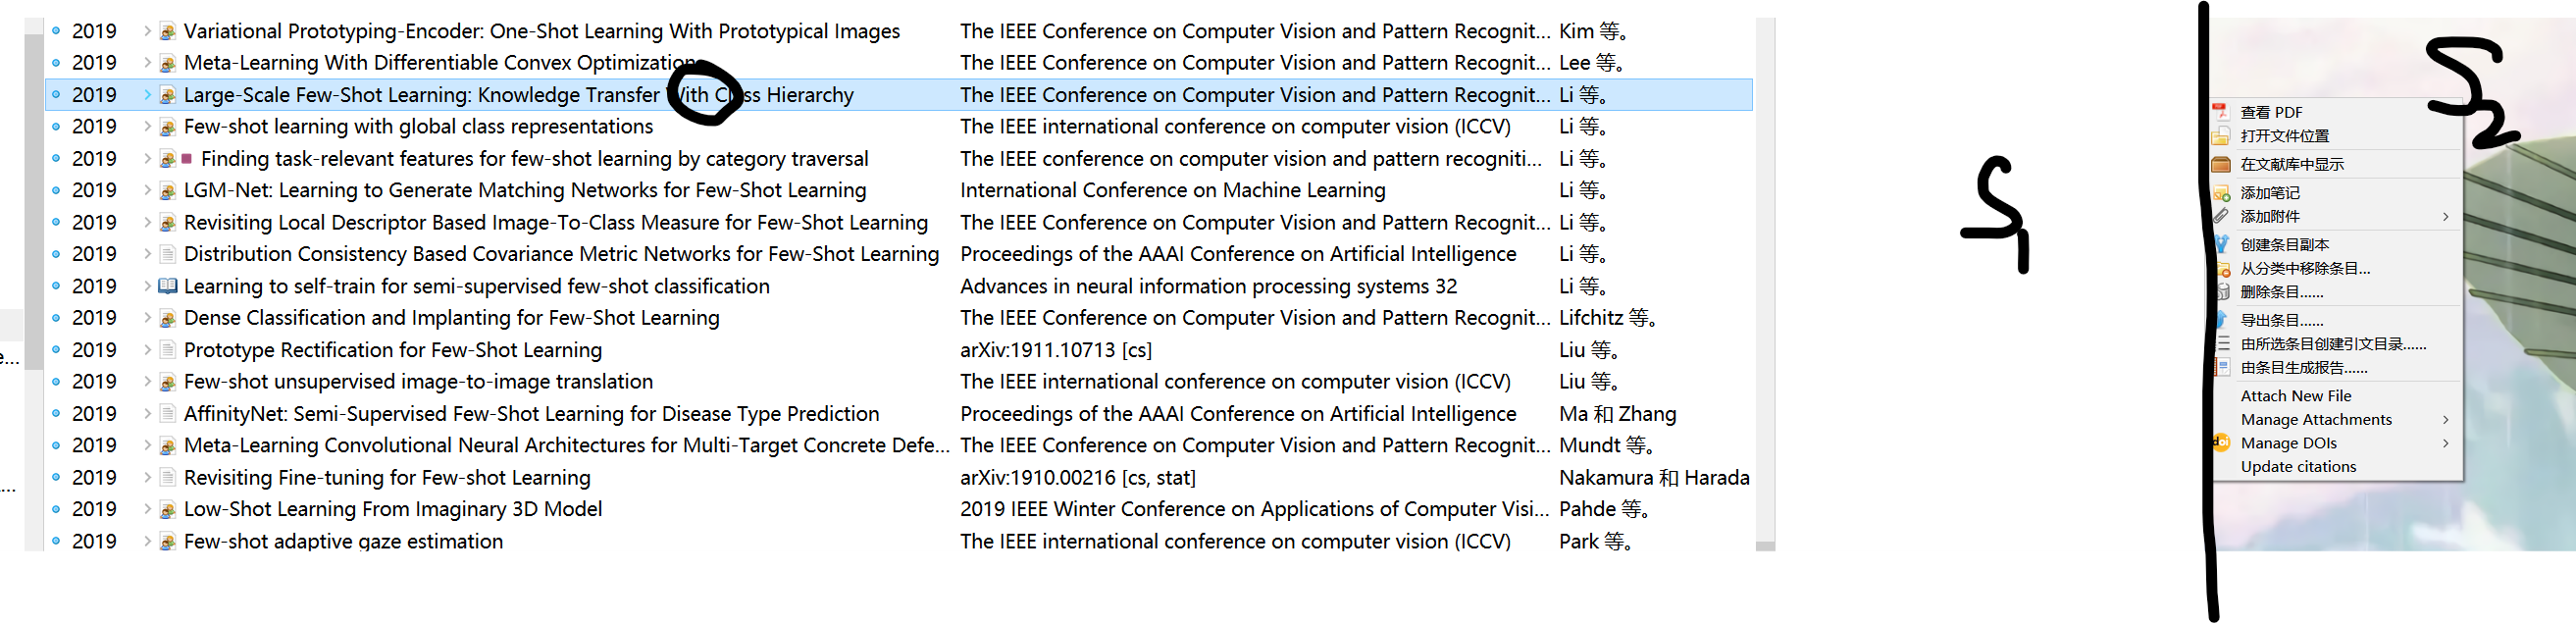 2019 Variational Prototyping-Encoder: One-Shot Learning With Prototypical Images The IEEE Conference on Computer Vision and Pattern Recognit... Kim 等。
2019 Meta-Learning With Differentiable Convex Optimization The IEEE Conference on Computer Vision and Pattern Recognit... Lee 等。
2019 Large-Scale Few-Shot Learning: Knowledge Transfer With Class Hierarchy The IEEE Conference on Computer Vision and Pattern Recognit... Li 等。
2019 Few-shot learning with global class representations The IEEE international conference on computer vision (ICCV) Li 等。
2019 Finding task-relevant features for few-shot learning by category traversal The IEEE conference on computer vision and pattern recogniti... Li 等。
2019 LGM-Net: Learning to Generate Matching Networks for Few-Shot Learning International Conference on Machine Learning Li 等。
2019 Revisiting Local Descriptor Based Image-To-Class Measure for Few-Shot Learning The IEEE Conference on Computer Vision and Pattern Recognit... Li 等。
2019 Distribution Consistency Based Covariance Metric Networks for Few-Shot Learning Proceedings of the AAAI Conference on Artificial Intelligence Li 等。
2019 Learning to self-train for semi-supervised few-shot classification Advances in neural information processing systems 32 Li 等。
2019 Dense Classification and Implanting for Few-Shot Learning The IEEE Conference on Computer Vision and Pattern Recognit... Lifchitz 等。
e...
2019 Prototype Rectification for Few-Shot Learning arXiv:1911.10713 [cs] Liu 等。
2019 Few-shot unsupervised image-to-image translation The IEEE international conference on computer vision (ICCV) Liu 等。
2019 AffinityNet: Semi-Supervised Few-Shot Learning for Disease Type Prediction Proceedings of the AAAI Conference on Artificial Intelligence Ma 和 Zhang
2019 Meta-Learning Convolutional Neural Architectures for Multi-Target Concrete Defe... The IEEE Conference on Computer Vision and Pattern Recognit... Mundt 等。
2019 Revisiting Fine-tuning for Few-shot Learning arXiv:1910.00216 [cs, stat] Nakamura 和 Harada
2019 Low-Shot Learning From Imaginary 3D Model 2019 IEEE Winter Conference on Applications of Computer Visi... Pahde 等。
2019 Few-shot adaptive gaze estimation The IEEE international conference on computer vision (ICCV) Park 等。
S1
S2
查看 PDF
打开文件位置
在文献库中显示
添加笔记
添加附件
创建条目副本
从分类中移除条目...
删除条目......
导出条目......
由所选条目创建引文目录......
由条目生成报告......
Attach New File
Manage Attachments
Manage DOIs
Update citations